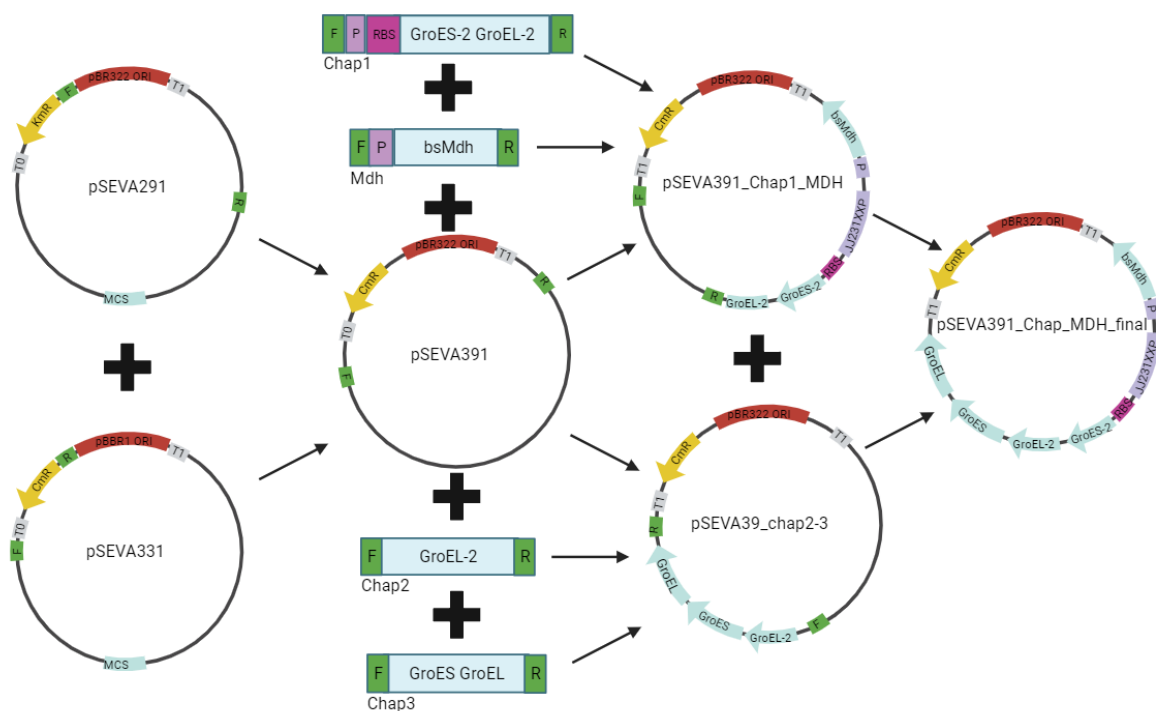 F P RBS GroES-2 GroEL-2 R
Chap1
F P bsMdh R
Mdh
pBR322 ORI
T1
F
KmR
T0
R
MCS
pSEVA291
pBBR1 ORI
T1
R
CmR
T0
F
MCS
pSEVA331
pBR322 ORI
T1
R
CmR
T0
F
pSEVA391
F GroEL-2 R
Chap2
F GroES GroEL R
Chap3
pBR322 ORI
T1
CmR
T1
F
R
GroEL-2
GroES-2
RBS
JJ231XXP
P
bsMdh
pSEVA391_Chap1_MDH
pBR322 ORI
T1
CmR
T1
R
GroEL
GroES
GroEL-2
F
pSEVA39_chap2-3
pBR322 ORI
T1
CmR
T1
GroEL
GroES
GroEL-2
GroES-2
RBS
JJ231XXP
P
bsMdh
pSEVA391_Chap_MDH_final